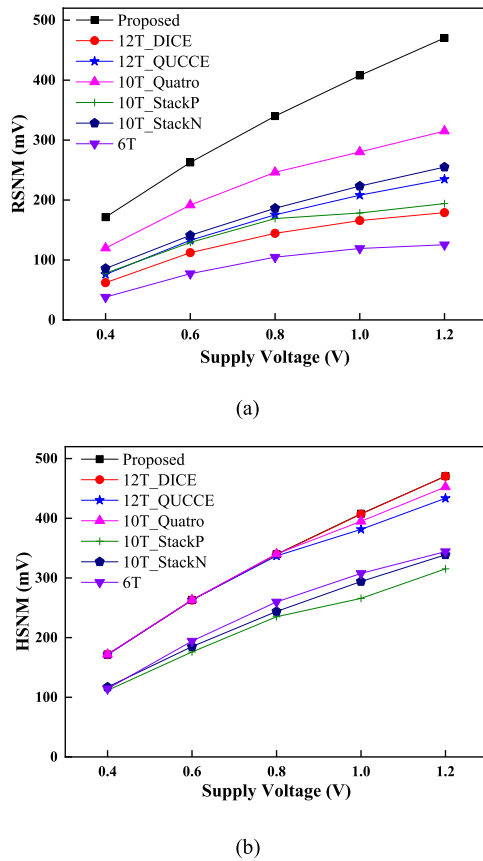 500
400
300
200
100
0
RSNM (mV)
Proposed
12T_DICE
12T_QUCCE
10T_Quatro
10T_StackP
10T_StackN
6T
0.4 0.6 0.8 1.0 1.2
Supply Voltage (V)
(a)
500
400
300
200
100
0
HSNM (mV)
Proposed
12T_DICE
12T_QUCCE
10T_Quatro
10T_StackP
10T_StackN
6T
0.4 0.6 0.8 1.0 1.2
Supply Voltage (V)
(b)